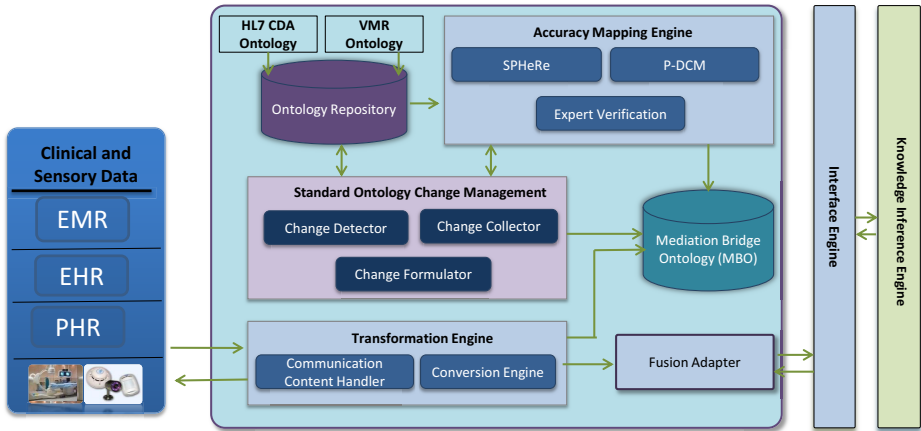 HL7 CDA
Ontology
VMR
Ontology
Ontology Repository
Accuracy Mapping Engine
SPHeRe
P-DCM
Expert Verification
Clinical and
Sensory Data
EMR
EHR
PHR
Standard Ontology Change Management
Change Detector
Change Collector
Change Formulator
Mediation Bridge
Ontology (MBO)
Transformation Engine
Communication
Content Handler
Conversion Engine
Fusion Adapter
Interface Engine
Knowledge Inference Engine